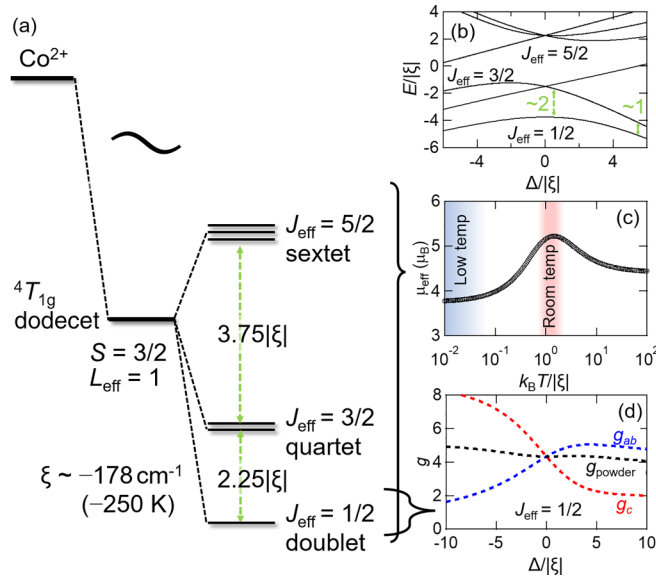 (a)
Co2+
4T1g
dodecet
S = 3/2
Leff = 1
ξ ~ −178 cm-1
(−250 K)
Jeff = 5/2
sextet
3.75|ξ|
Jeff = 3/2
quartet
2.25|ξ|
Jeff = 1/2
doublet
(b)
E/|ξ|
4
2
0
-2
-4
-6
Jeff = 5/2
Jeff = 3/2
~2
~1
Jeff = 1/2
-4
0
4
Δ/|ξ|
(c)
μeff (μB)
6
5
4
3
Low temp
Room temp
10-2
10-1
100
101
102
kBT/|ξ|
(d)
g
8
6
4
2
0
gab
gpowder
gc
Jeff = 1/2
-10
-5
0
5
10
Δ/|ξ|